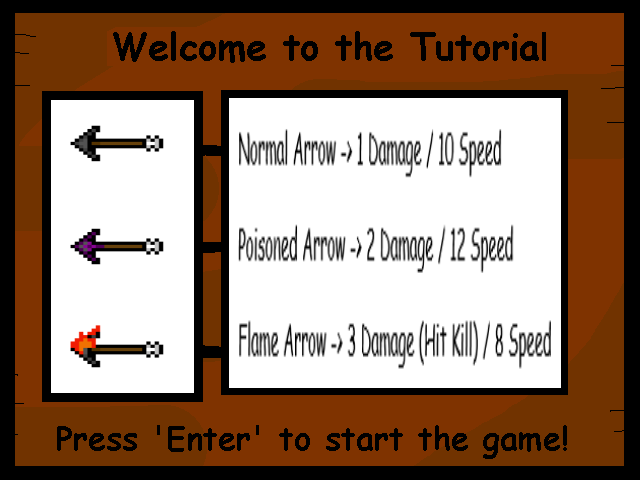 Welcome to the Tutorial
Normal Arrow -> 1 Damage / 10 Speed
Poisoned Arrow -> 2 Damage / 12 Speed
Flame Arrow -> 3 Damage (Hit Kill) / 8 Speed
Press 'Enter' to start the game!